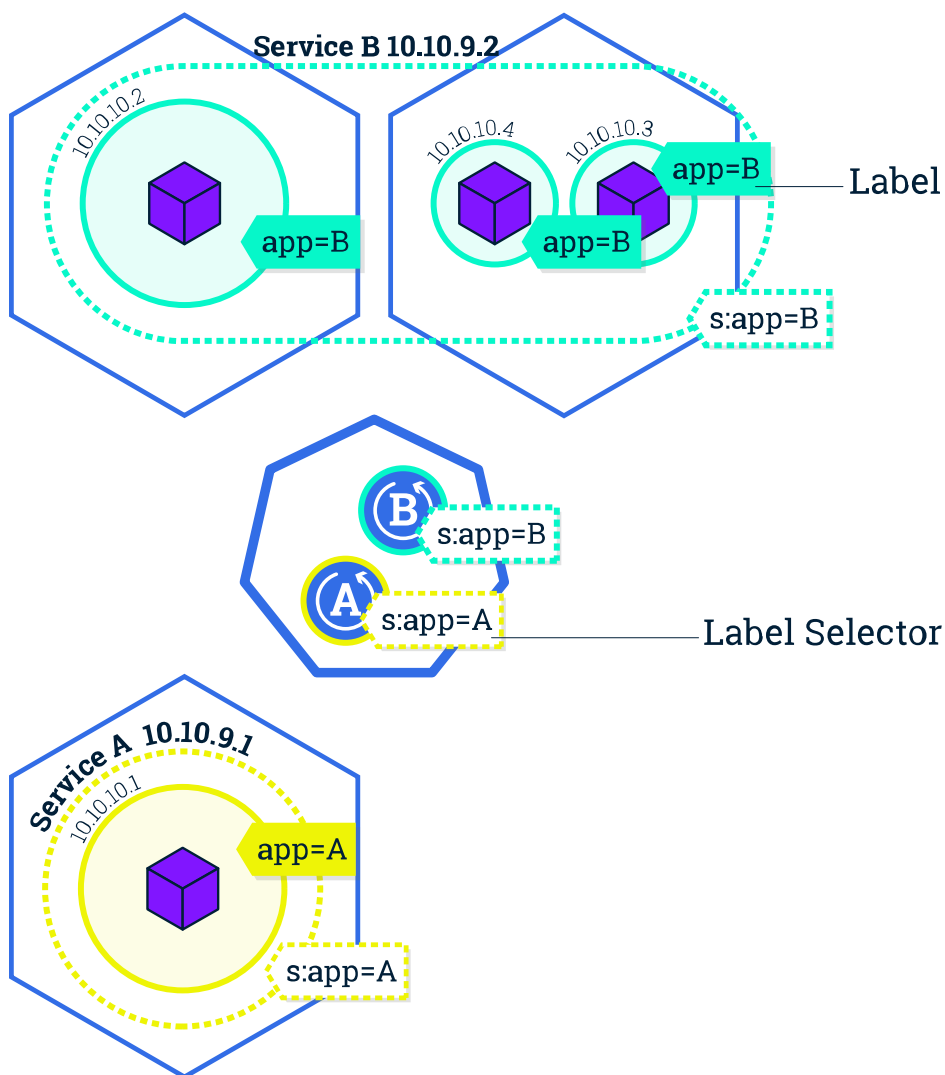 Service B 10.10.9.2
10.10.10.2
10.10.10.4
10.10.10.3
app=B
Label
app=B
app=B
s:app=B
B
s:app=B
A
s:app=A
Label Selector
Service A 10.10.9.1
10.10.10.1
app=A
s:app=A